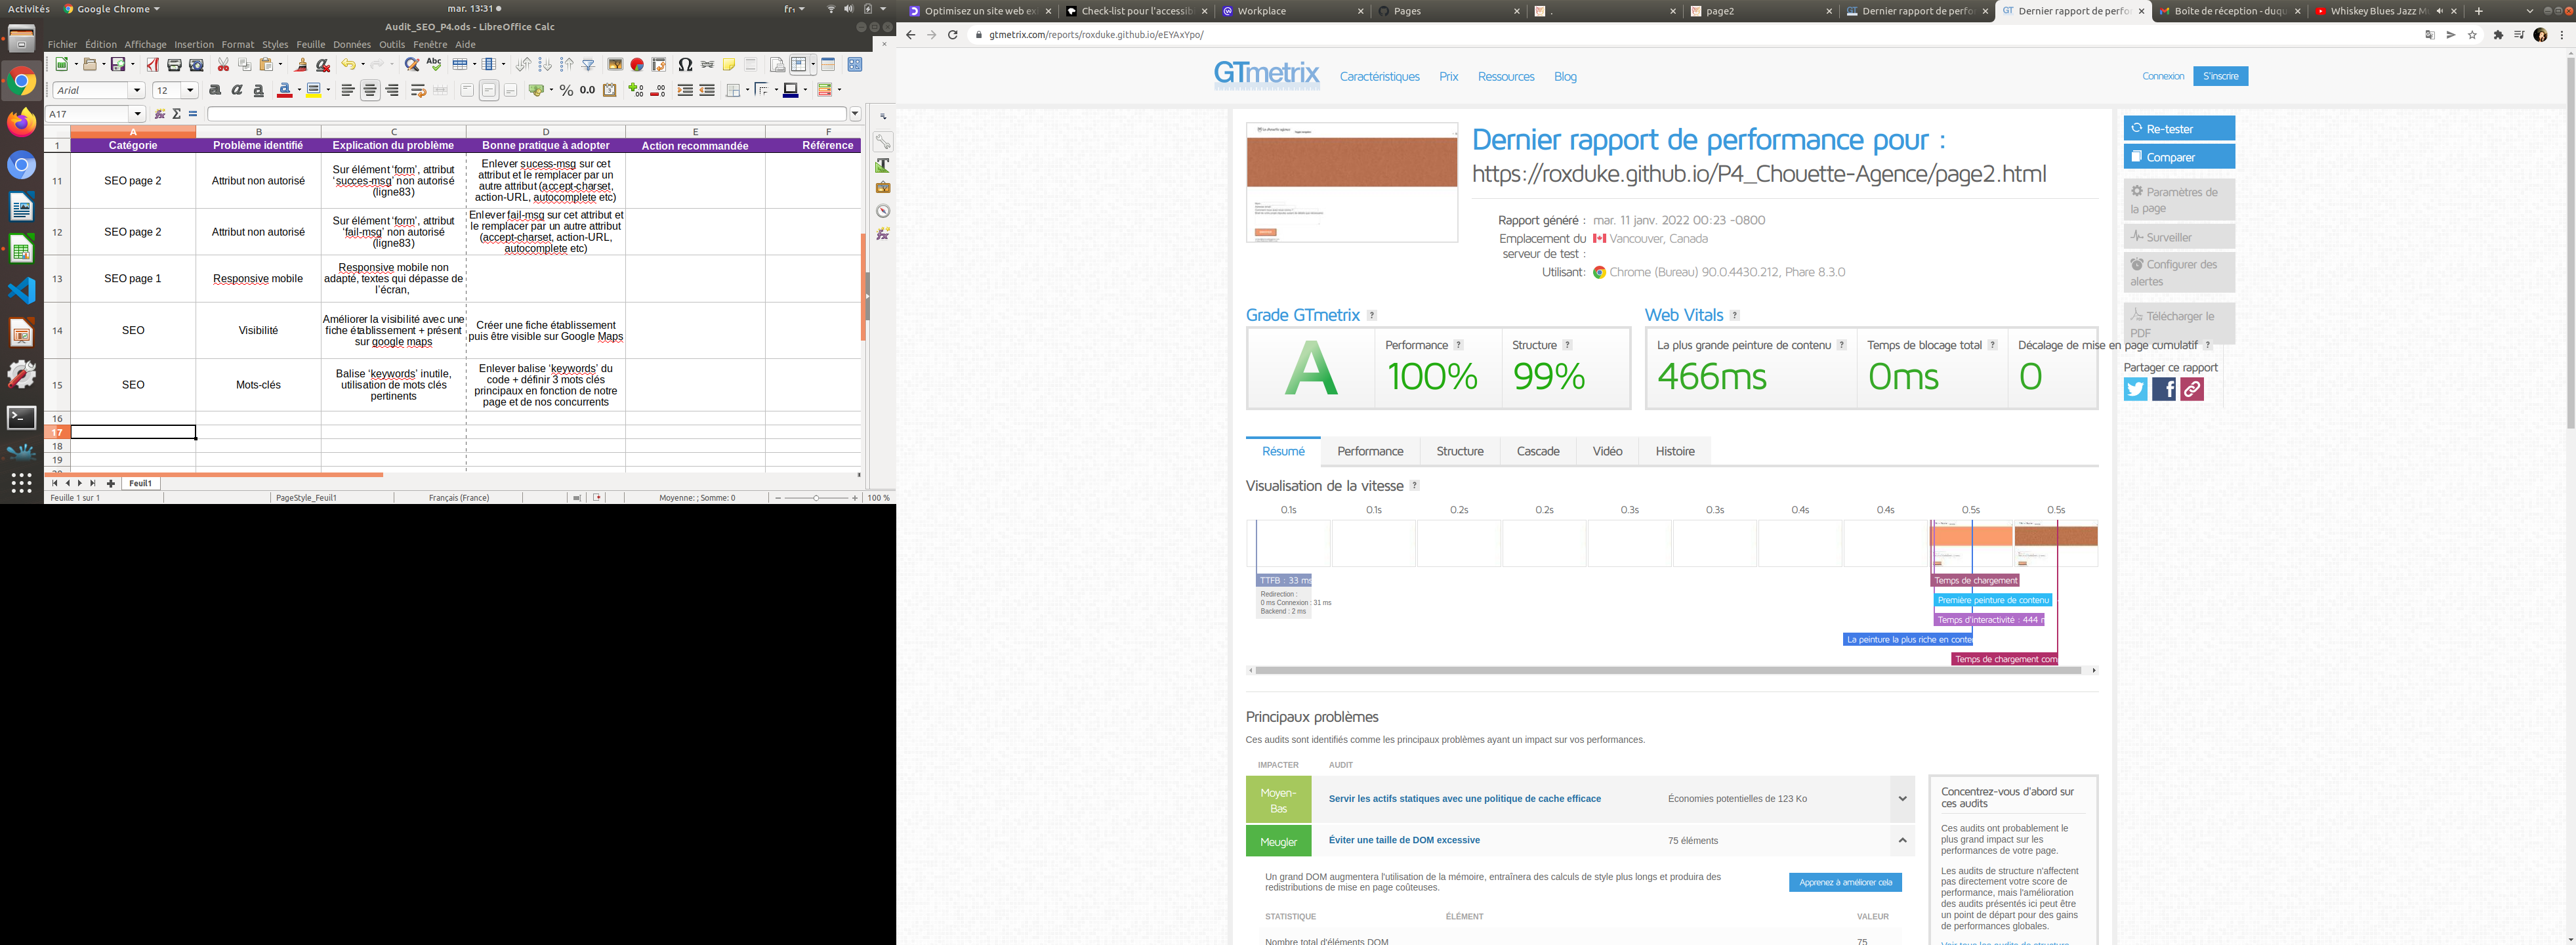 Activités
Google Chrome
mar. 13:31
fr₁
Audit_SEO_P4.ods - LibreOffice Calc
Fichier Édition Affichage Insertion Format Styles Feuille Données Outils Fenêtre Aide
Arial
12
A17
A B C D E F
1 Catégorie Problème identifié Explication du problème Bonne pratique à adopter Action recommandée Référence
11
SEO page 2
Attribut non autorisé
Sur élément 'form', attribut
'succes-msg' non autorisé
(ligne83)
Enlever sucess-msg sur cet
attribut et le remplacer par un
autre attribut (accept-charset,
action-URL, autocomplete etc)
12
SEO page 2
Attribut non autorisé
Sur élément 'form', attribut
'fail-msg' non autorisé
(ligne83)
Enlever fail-msg sur cet attribut et
le remplacer par un autre attribut
(accept-charset, action-URL,
autocomplete etc)
13
SEO page 1
Responsive mobile
Responsive mobile non
adapté, textes qui dépasse de
l'écran,
14
SEO
Visibilité
Améliorer la visibilité avec une
fiche établissement + présent
sur google maps
Créer une fiche établissement
puis être visible sur Google Maps
15
SEO
Mots-clés
Balise 'keywords' inutile,
utilisation de mots clés
pertinents
Enlever balise 'keywords' du
code + définir 3 mots clés
principaux en fonction de notre
page et de nos concurrents
16
17
18
19
Feuil1
Feuille 1 sur 1
PageStyle_Feuil1
Français (France)
Moyenne: ; Somme: 0
100 %
Optimisez un site web ex
Check-list pour l'accessib
Workplace
Pages
.
page2
Dernier rapport de perfor
Dernier rapport de perfo
Boîte de réception - duqu
Whiskey Blues Jazz Mu
gtmetrix.com/reports/roxduke.github.io/eEYAxYpo/
GTmetrix
Caractéristiques Prix Ressources Blog
Connexion
S'inscrire
Dernier rapport de performance pour :
https://roxduke.github.io/P4_Chouette-Agence/page2.html
Rapport généré : mar. 11 janv. 2022 00:23 -0800
Emplacement du
serveur de test :
Vancouver, Canada
Utilisant: Chrome (Bureau) 90.0.4430.212, Phare 8.3.0
Re-tester
Comparer
Paramètres de
la page
Surveiller
Configurer des
alertes
Télécharger le
PDF
Partager ce rapport
Grade GTmetrix ?
A
Performance ?
100%
Structure ?
99%
Web Vitals ?
La plus grande peinture de contenu ?
466ms
Temps de blocage total ?
0ms
Décalage de mise en page cumulatif ?
0
Résumé Performance Structure Cascade Vidéo Histoire
Visualisation de la vitesse ?
0.1s 0.1s 0.2s 0.2s 0.3s 0.3s 0.4s 0.4s 0.5s 0.5s
TTFB : 33 ms
Redirection :
0 ms Connexion : 31 ms
Backend : 2 ms
Temps de chargement
Première peinture de contenu
Temps d'interactivité : 444 m
La peinture la plus riche en conte
Temps de chargement com
Principaux problèmes
Ces audits sont identifiés comme les principaux problèmes ayant un impact sur vos performances.
IMPACTER AUDIT
Moyen-
Bas
Servir les actifs statiques avec une politique de cache efficace
Économies potentielles de 123 Ko
Meugler
Éviter une taille de DOM excessive
75 éléments
Un grand DOM augmentera l'utilisation de la mémoire, entraînera des calculs de style plus longs et produira des
redistributions de mise en page coûteuses.
Apprenez à améliorer cela
STATISTIQUE ÉLÉMENT VALEUR
Nombre total d'éléments DOM 75
Concentrez-vous d'abord sur
ces audits
Ces audits ont probablement le
plus grand impact sur les
performances de votre page.
Les audits de structure n'affectent
pas directement votre score de
performance, mais l'amélioration
des audits présentés ici peut être
un point de départ pour des gains
de performances globales.
Voir tous les audits de structure